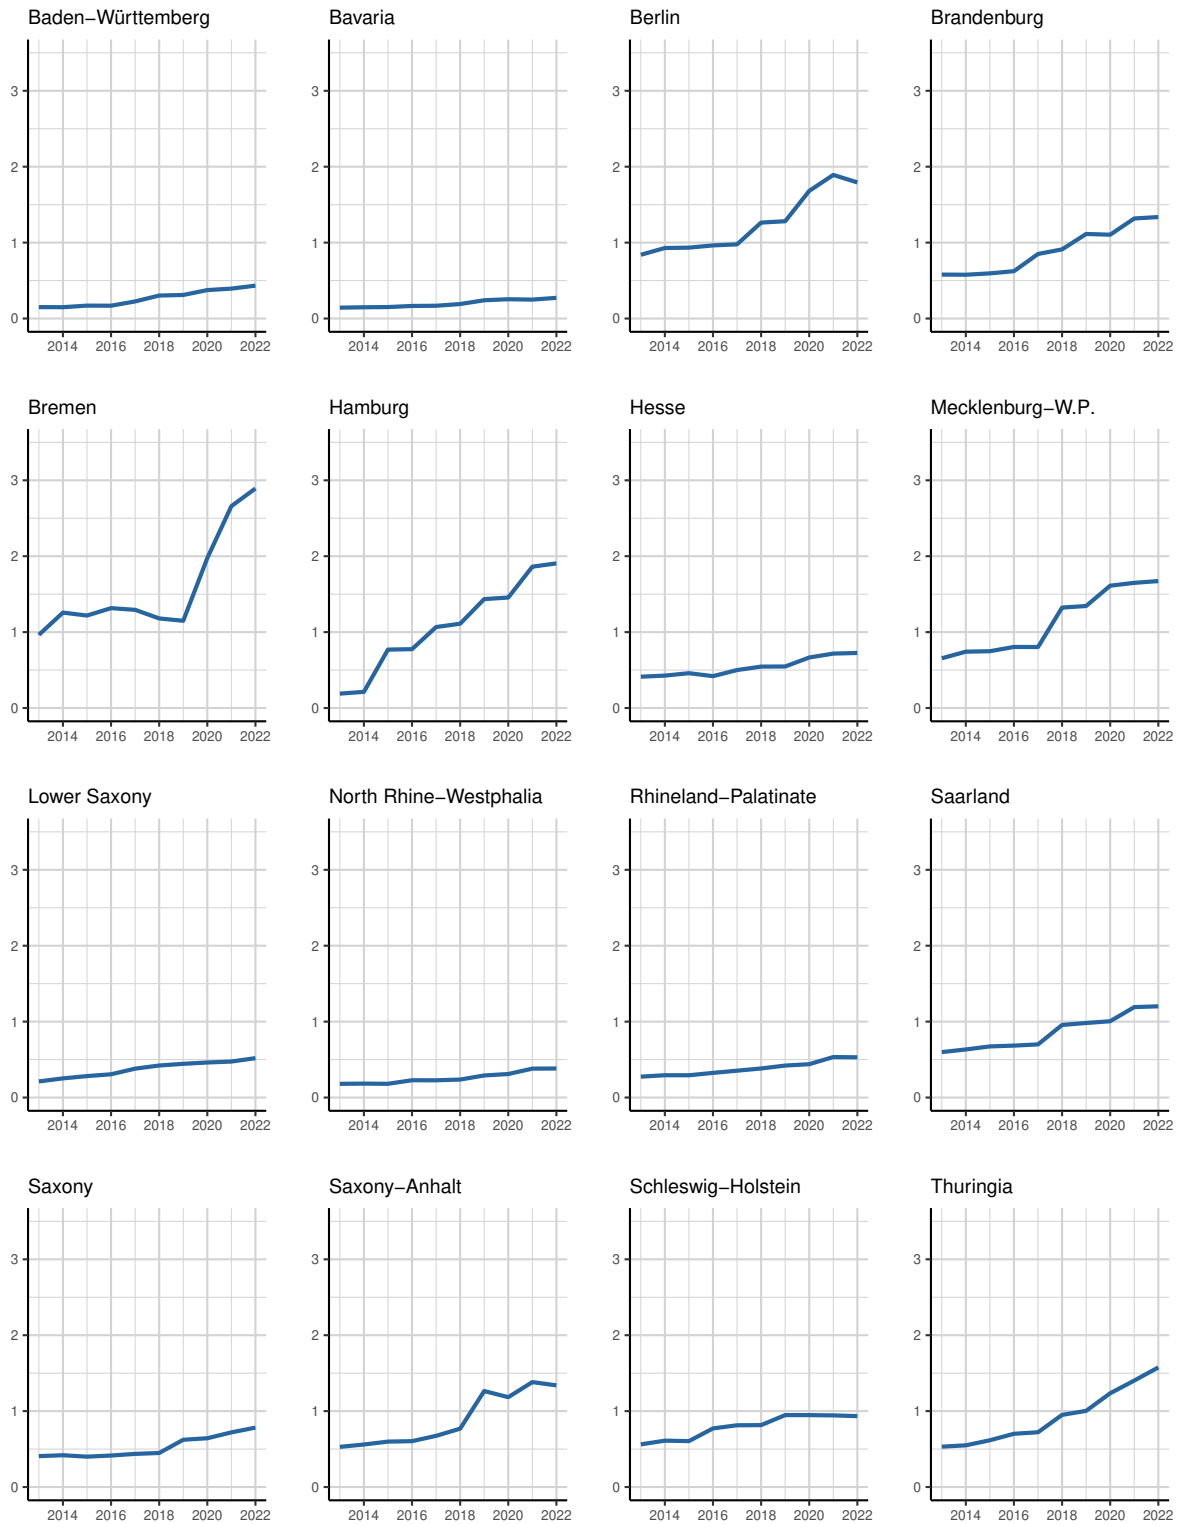 Baden−Württemberg
Bavaria
Berlin
Brandenburg
3
2
1
0
2014 2016 2018 2020 2022
3
2
1
0
2014 2016 2018 2020 2022
3
2
1
0
2014 2016 2018 2020 2022
3
2
1
0
2014 2016 2018 2020 2022
Bremen
Hamburg
Hesse
Mecklenburg−W.P.
3
2
1
0
2014 2016 2018 2020 2022
3
2
1
0
2014 2016 2018 2020 2022
3
2
1
0
2014 2016 2018 2020 2022
3
2
1
0
2014 2016 2018 2020 2022
Lower Saxony
North Rhine−Westphalia
Rhineland−Palatinate
Saarland
3
2
1
0
2014 2016 2018 2020 2022
3
2
1
0
2014 2016 2018 2020 2022
3
2
1
0
2014 2016 2018 2020 2022
3
2
1
0
2014 2016 2018 2020 2022
Saxony
Saxony−Anhalt
Schleswig−Holstein
Thuringia
3
2
1
0
2014 2016 2018 2020 2022
3
2
1
0
2014 2016 2018 2020 2022
3
2
1
0
2014 2016 2018 2020 2022
3
2
1
0
2014 2016 2018 2020 2022